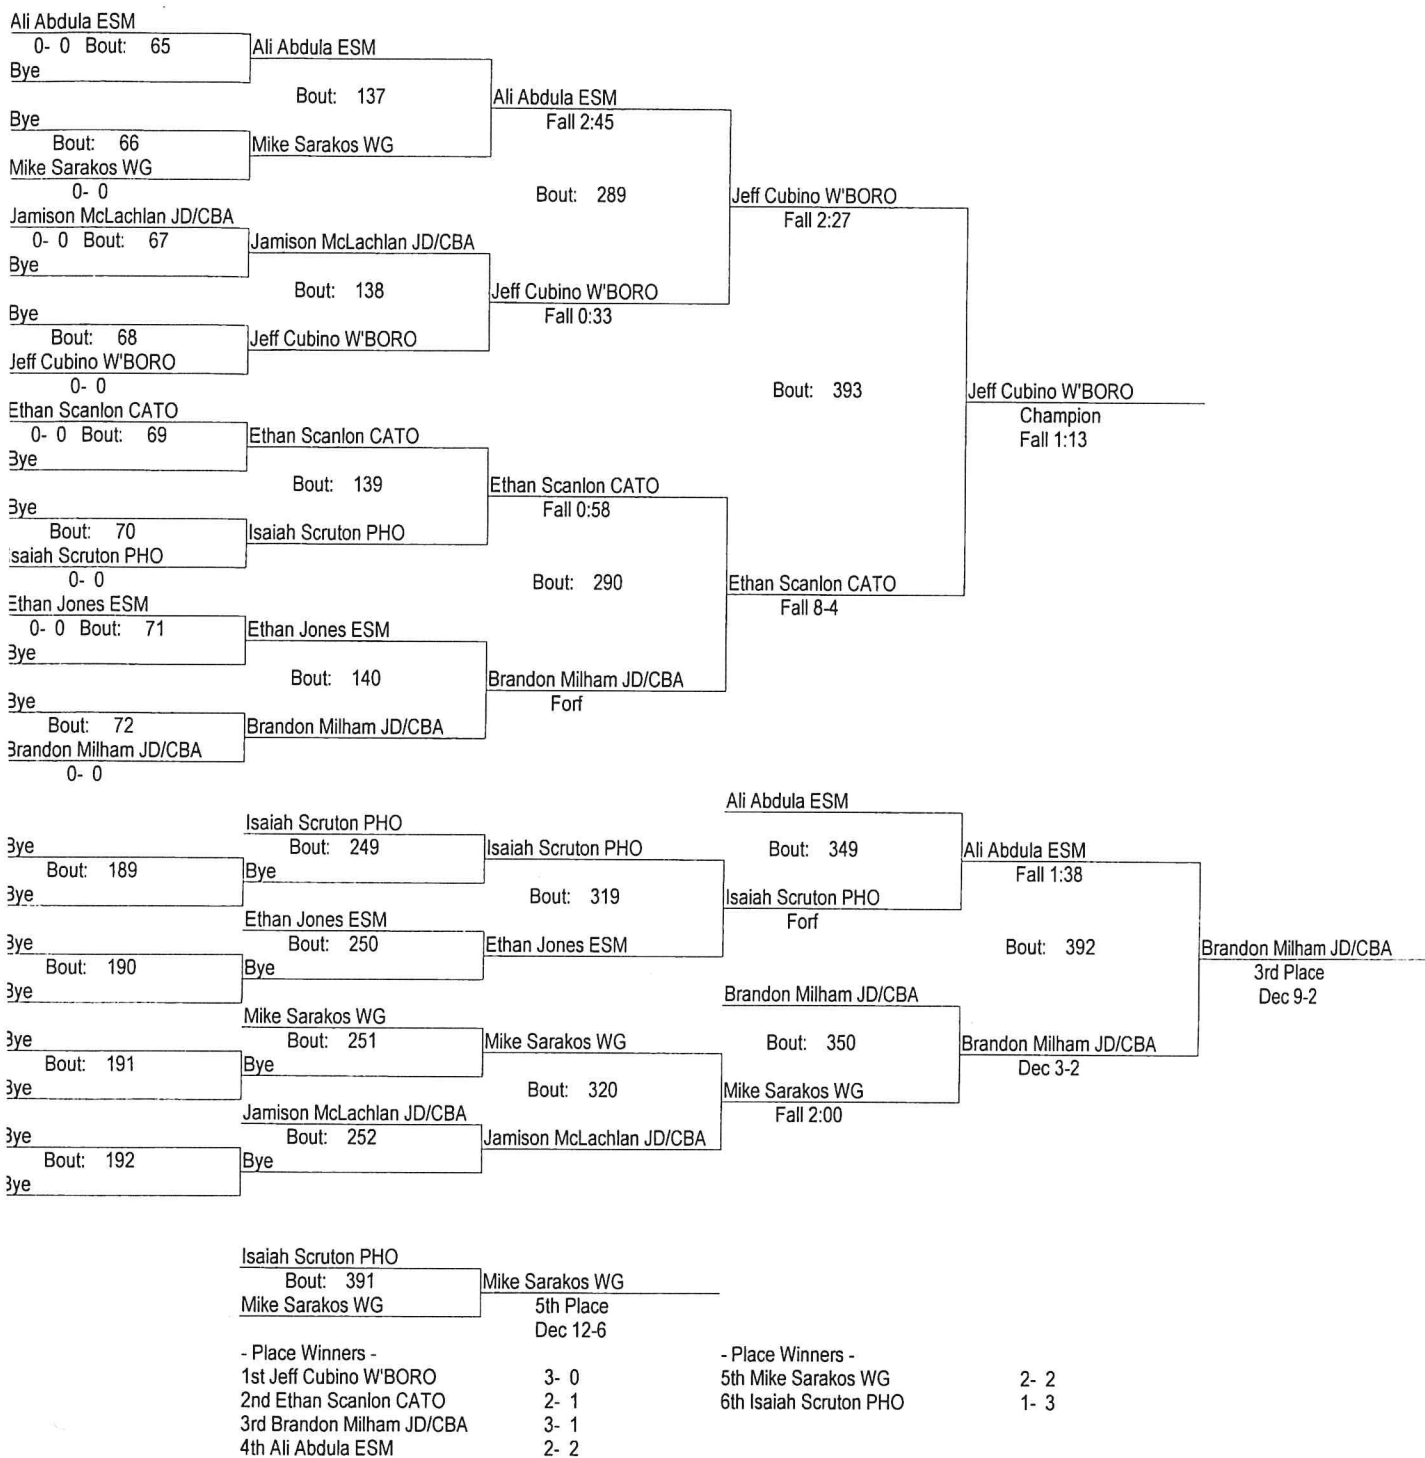 Ali Abdula ESM
0- 0 Bout: 65
Bye
Ali Abdula ESM
Bout: 137
Bye
Bout: 66
Mike Sarakos WG
0- 0
Mike Sarakos WG
Ali Abdula ESM
Fall 2:45
Bout: 289
Jamison McLachlan JD/CBA
0- 0 Bout: 67
Bye
Jamison McLachlan JD/CBA
Bout: 138
Bye
Bout: 68
Jeff Cubino W'BORO
0- 0
Jeff Cubino W'BORO
Jeff Cubino W'BORO
Fall 0:33
Jeff Cubino W'BORO
Fall 2:27
Bout: 393
Jeff Cubino W'BORO
Champion
Fall 1:13
Ethan Scanlon CATO
0- 0 Bout: 69
Bye
Ethan Scanlon CATO
Bout: 139
Bye
Bout: 70
Isaiah Scruton PHO
0- 0
Isaiah Scruton PHO
Ethan Scanlon CATO
Fall 0:58
Bout: 290
Ethan Jones ESM
0- 0 Bout: 71
Bye
Ethan Jones ESM
Bout: 140
Bye
Bout: 72
Brandon Milham JD/CBA
0- 0
Brandon Milham JD/CBA
Brandon Milham JD/CBA
Forf
Ethan Scanlon CATO
Fall 8-4
Bye
Bout: 189
Bye
Isaiah Scruton PHO
Bout: 249
Bye
Isaiah Scruton PHO
Bout: 319
Bye
Bout: 190
Bye
Ethan Jones ESM
Bout: 250
Bye
Ethan Jones ESM
Ali Abdula ESM
Bout: 349
Isaiah Scruton PHO
Forf
Ali Abdula ESM
Fall 1:38
Bout: 392
Bye
Bout: 191
Bye
Mike Sarakos WG
Bout: 251
Bye
Mike Sarakos WG
Bout: 320
Bye
Bout: 192
Bye
Jamison McLachlan JD/CBA
Bout: 252
Bye
Jamison McLachlan JD/CBA
Brandon Milham JD/CBA
Bout: 350
Mike Sarakos WG
Fall 2:00
Brandon Milham JD/CBA
Dec 3-2
Brandon Milham JD/CBA
3rd Place
Dec 9-2
Isaiah Scruton PHO
Bout: 391
Mike Sarakos WG
Mike Sarakos WG
5th Place
Dec 12-6
- Place Winners -
1st Jeff Cubino W'BORO 3- 0
2nd Ethan Scanlon CATO 2- 1
3rd Brandon Milham JD/CBA 3- 1
4th Ali Abdula ESM 2- 2
- Place Winners -
5th Mike Sarakos WG 2- 2
6th Isaiah Scruton PHO 1- 3